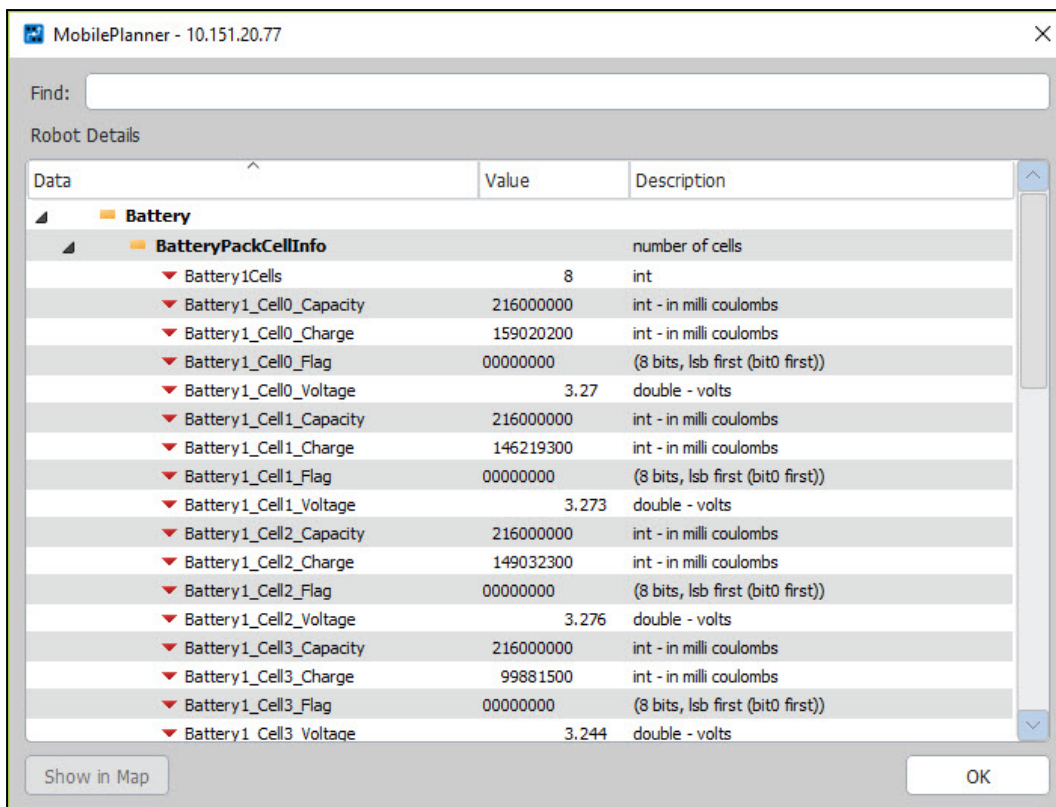 MobilePlanner - 10.151.20.77
Find:
Robot Details
Data Value Description
Battery
BatteryPackCellInfo number of cells
Battery1Cells 8 int
Battery1_Cell0_Capacity 216000000 int - in milli coulombs
Battery1_Cell0_Charge 159020200 int - in milli coulombs
Battery1_Cell0_Flag 00000000 (8 bits, lsb first (bit0 first))
Battery1_Cell0_Voltage 3.27 double - volts
Battery1_Cell1_Capacity 216000000 int - in milli coulombs
Battery1_Cell1_Charge 146219300 int - in milli coulombs
Battery1_Cell1_Flag 00000000 (8 bits, lsb first (bit0 first))
Battery1_Cell1_Voltage 3.273 double - volts
Battery1_Cell2_Capacity 216000000 int - in milli coulombs
Battery1_Cell2_Charge 149032300 int - in milli coulombs
Battery1_Cell2_Flag 00000000 (8 bits, lsb first (bit0 first))
Battery1_Cell2_Voltage 3.276 double - volts
Battery1_Cell3_Capacity 216000000 int - in milli coulombs
Battery1_Cell3_Charge 99881500 int - in milli coulombs
Battery1_Cell3_Flag 00000000 (8 bits, lsb first (bit0 first))
Battery1_Cell3_Voltage 3.244 double - volts
Show in Map OK